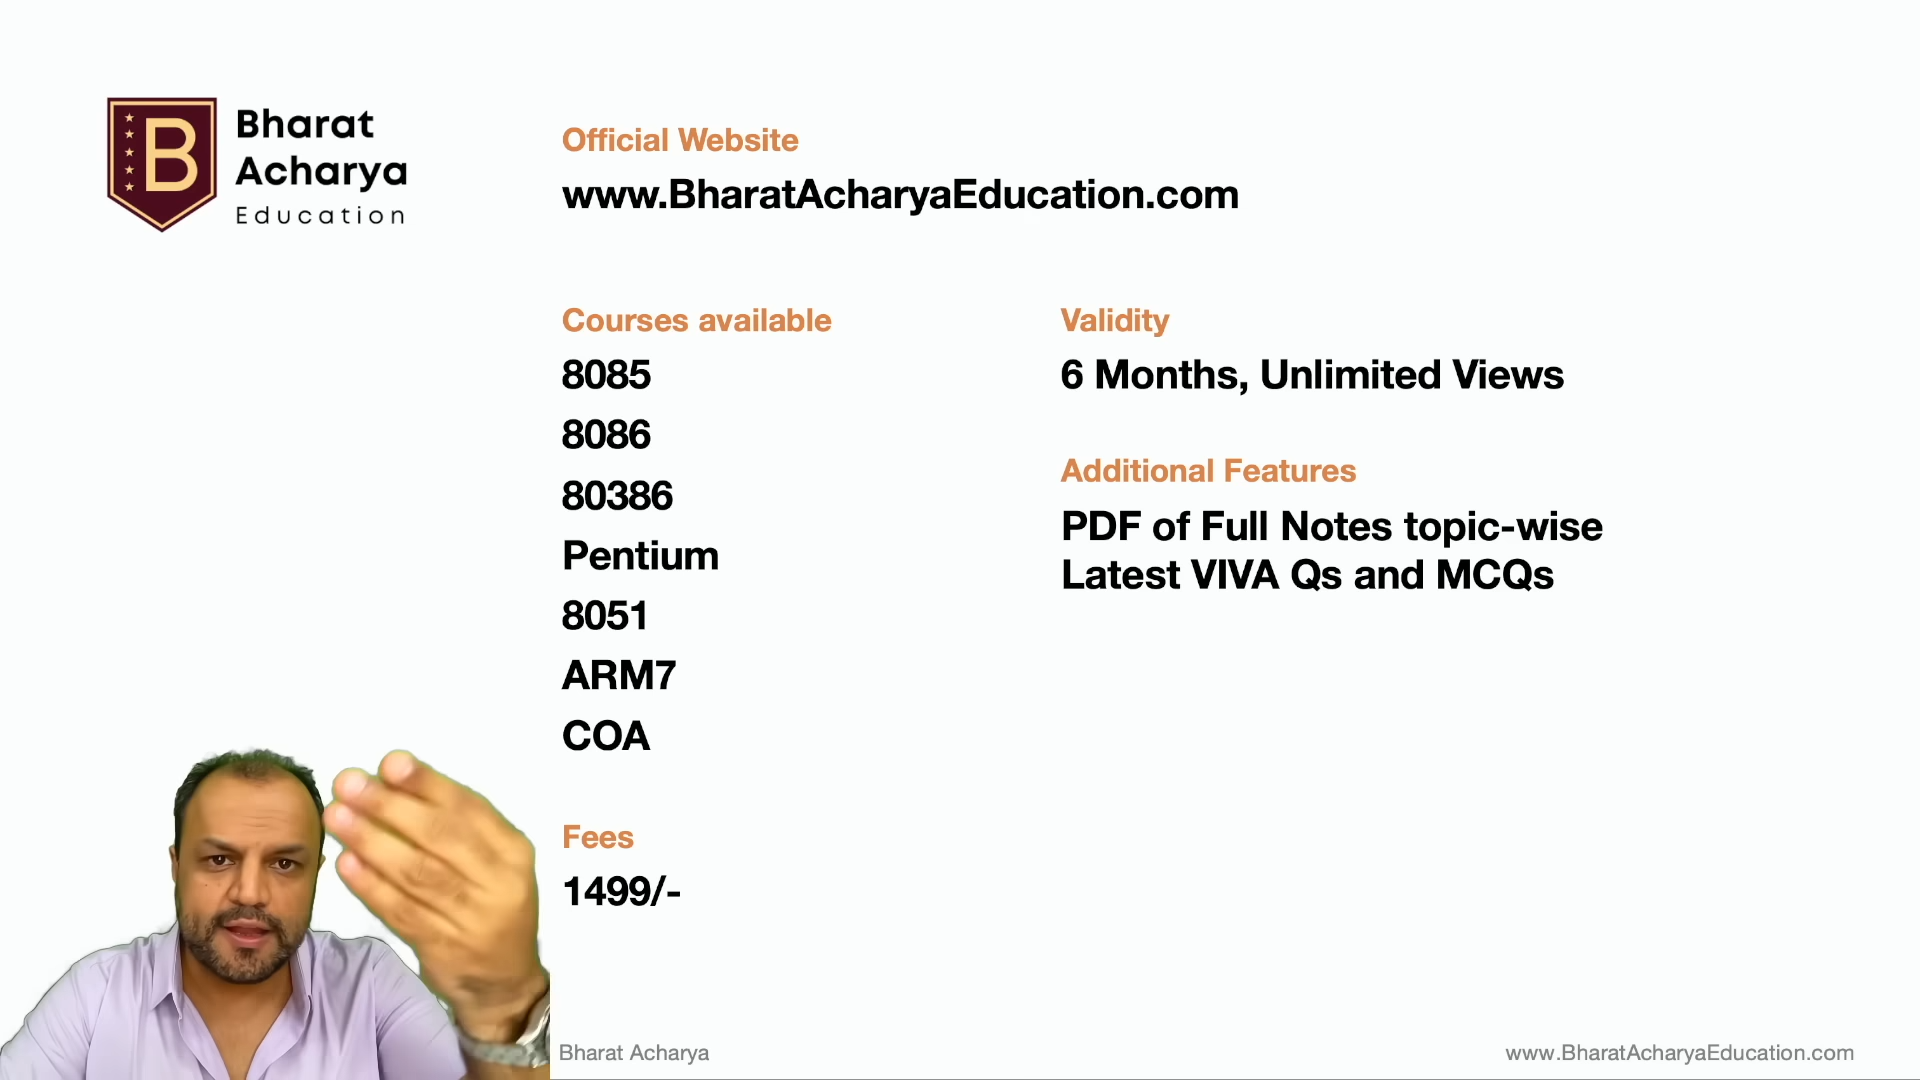 B
Bharat
Acharya
Education
Official Website
www.BharatAcharyaEducation.com
Courses available
8085
8086
80386
Pentium
8051
ARM7
COA
Fees
1499/-
Validity
6 Months, Unlimited Views
Additional Features
PDF of Full Notes topic-wise
Latest VIVA Qs and MCQs
Bharat Acharya
www.BharatAcharyaEducation.com